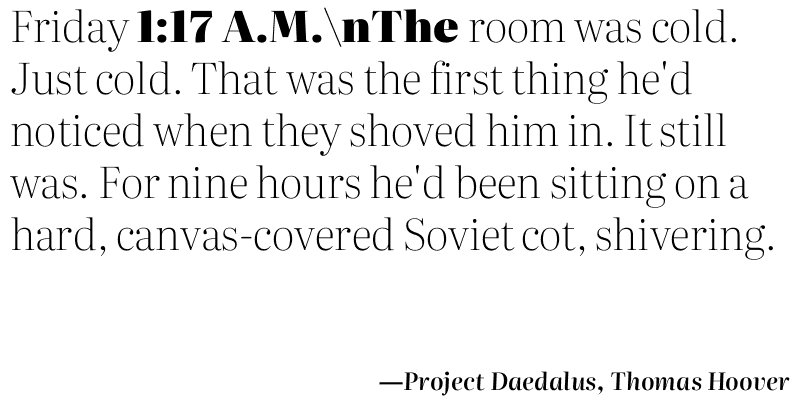 Friday 1:17 A.M.\nThe room was cold.
Just cold. That was the first thing he'd
noticed when they shoved him in. It still
was. For nine hours he'd been sitting on a
hard, canvas-covered Soviet cot, shivering.
—Project Daedalus, Thomas Hoover